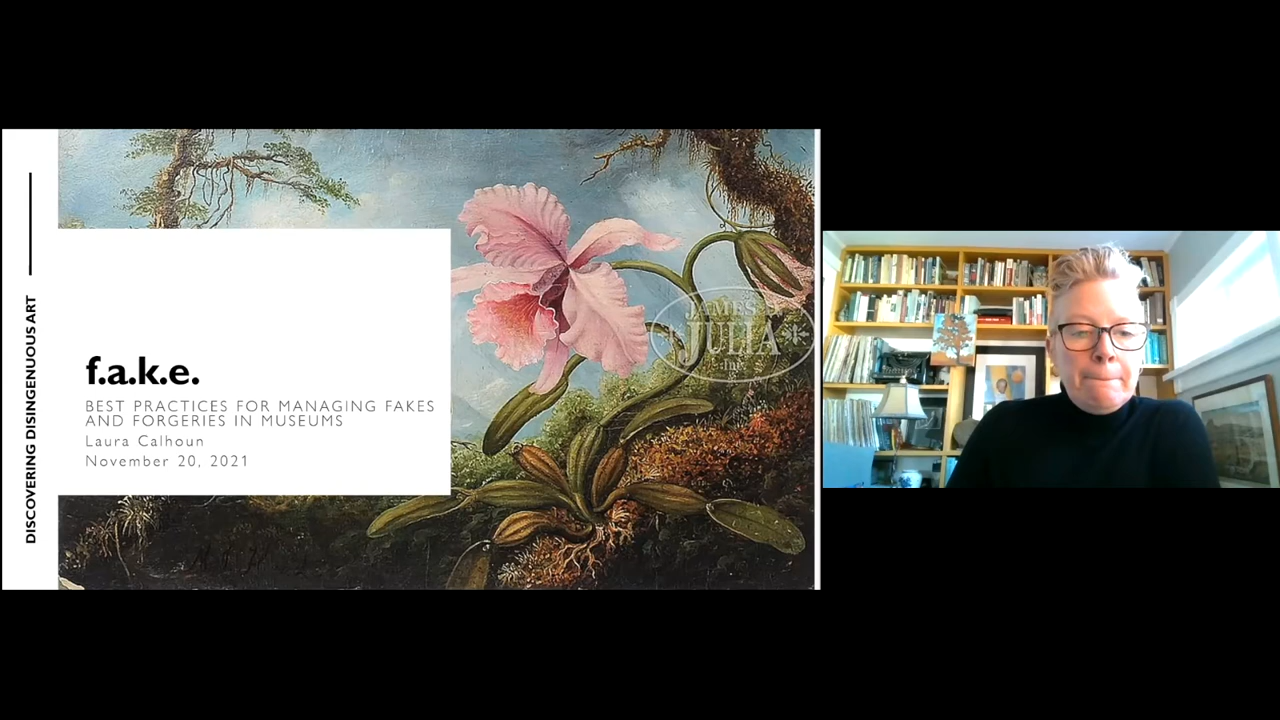 DISCOVERING DISINGENUOUS ART
f.a.k.e.
BEST PRACTICES FOR MANAGING FAKES
AND FORGERIES IN MUSEUMS
Laura Calhoun
November 20, 2021
JAMES D.
JULIA
Inc